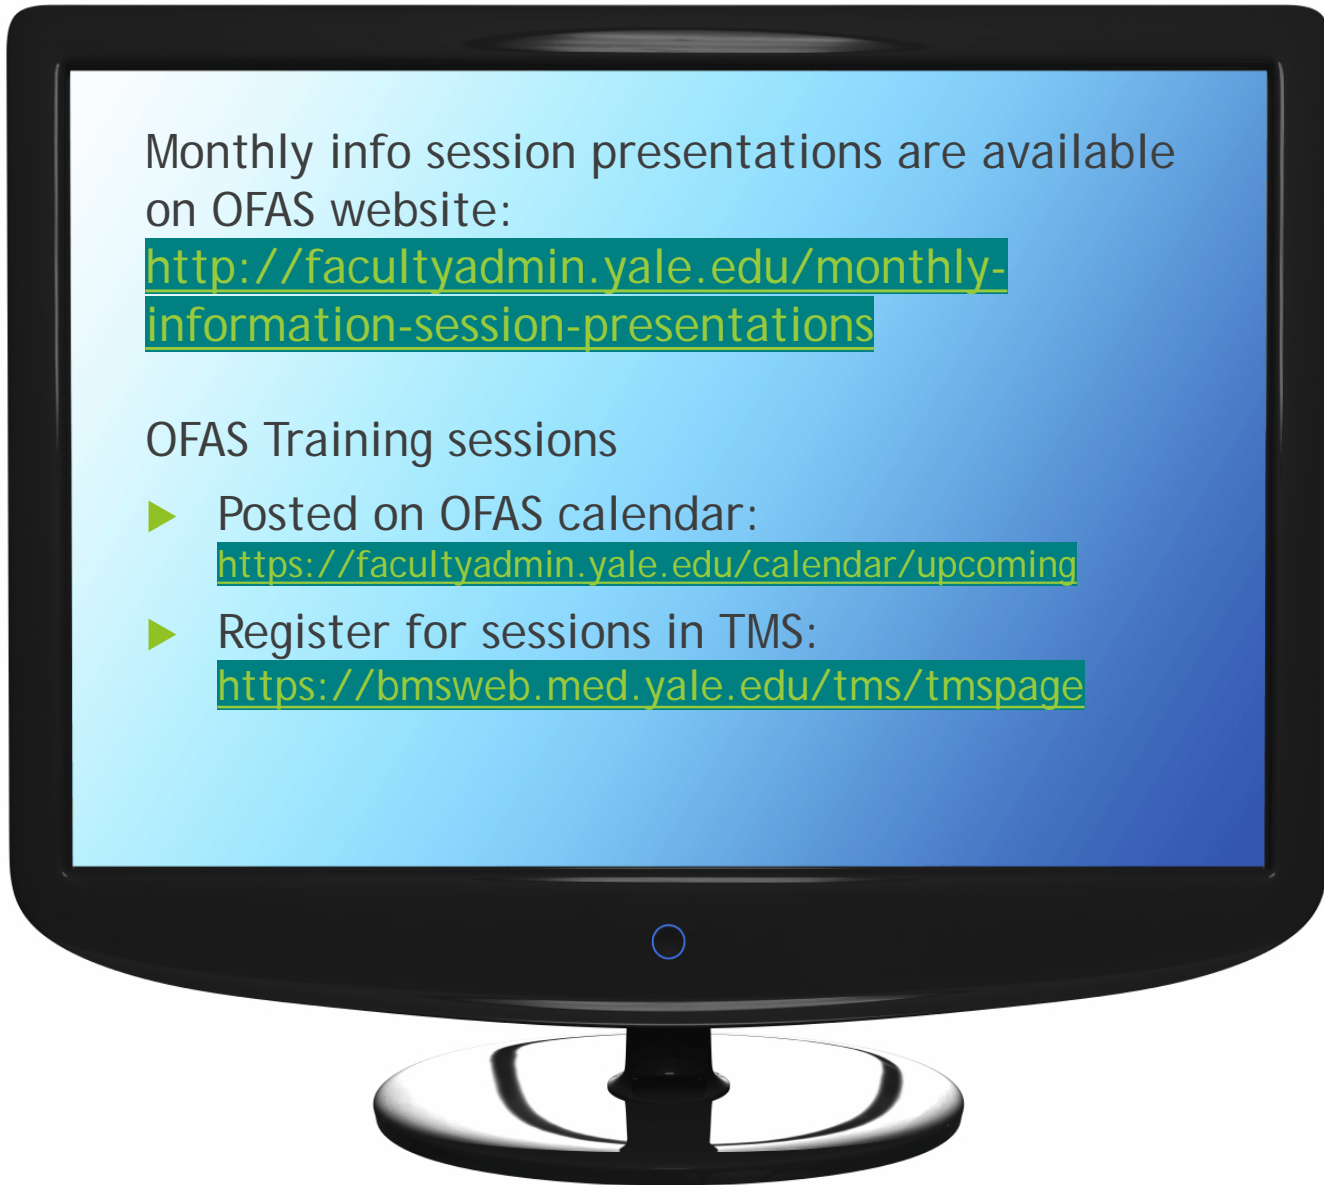 Monthly info session presentations are available
on OFAS website:
http://facultyadmin.yale.edu/monthly-
information-session-presentations
OFAS Training sessions
Posted on OFAS calendar:
https://facultyadmin.yale.edu/calendar/upcoming
Register for sessions in TMS:
https://bmsweb.med.yale.edu/tms/tmspage